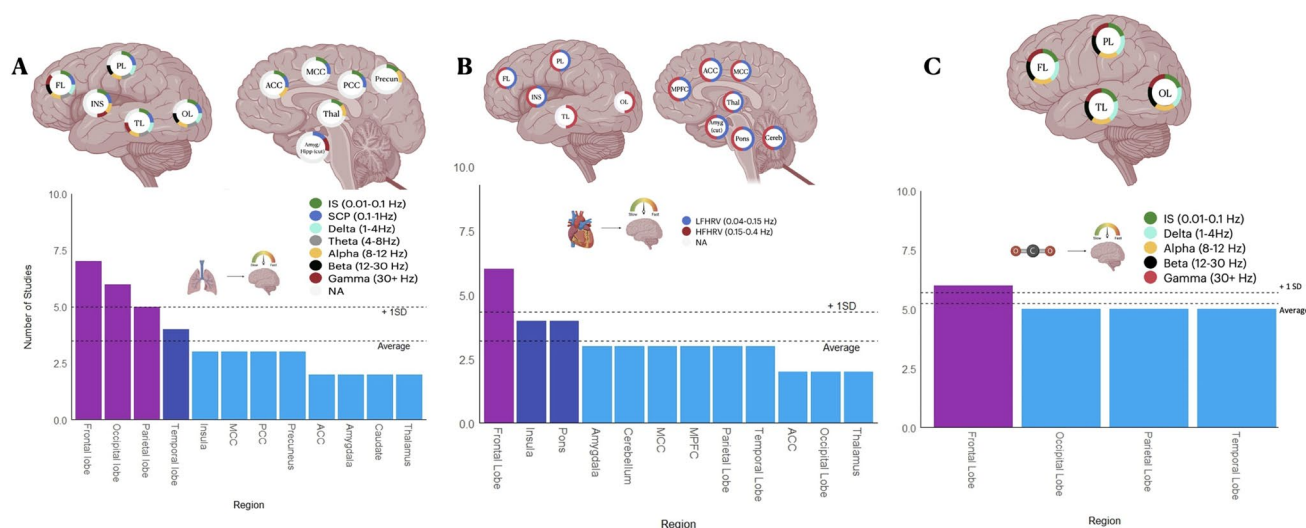 A
PL
FL
INS
TL
OL
MCC
ACC
PCC
Precun
Thal
Amyg/
Hipp (cut)
10.0
7.5
5.0
2.5
0.0
Number of Studies
IS (0.01-0.1 Hz)
SCP (0.1-1Hz)
Delta (1-4Hz)
Theta (4-8Hz)
Alpha (8-12 Hz)
Beta (12-30 Hz)
Gamma (30+ Hz)
NA
Slow
Fast
+ 1SD
Average
Frontal lobe
Occipital lobe
Parietal lobe
Temporal lobe
Insula
MCC
PCC
Precuneus
ACC
Amygdala
Caudate
Thalamus
Region
B
PL
FL
INS
TL
OL
ACC
MCC
MPFC
Thal
Amyg
(cut)
Pons
Cereb
10.0
7.5
5.0
2.5
0.0
Slow
Fast
LFHRV (0.04-0.15 Hz)
HFHRV (0.15-0.4 Hz)
NA
+1SD
Average
Frontal Lobe
Insula
Pons
Amygdala
Cerebellum
MCC
MPFC
Parietal Lobe
Temporal Lobe
ACC
Occipital Lobe
Thalamus
Region
C
PL
FL
TL
OL
10.0
7.5
5.0
2.5
0.0
O
C
O
Slow
Fast
IS (0.01-0.1 Hz)
Delta (1-4Hz)
Alpha (8-12 Hz)
Beta (12-30 Hz)
Gamma (30+ Hz)
+ 1 SD
Average
Frontal Lobe
Occipital Lobe
Parietal Lobe
Temporal Lobe
Region